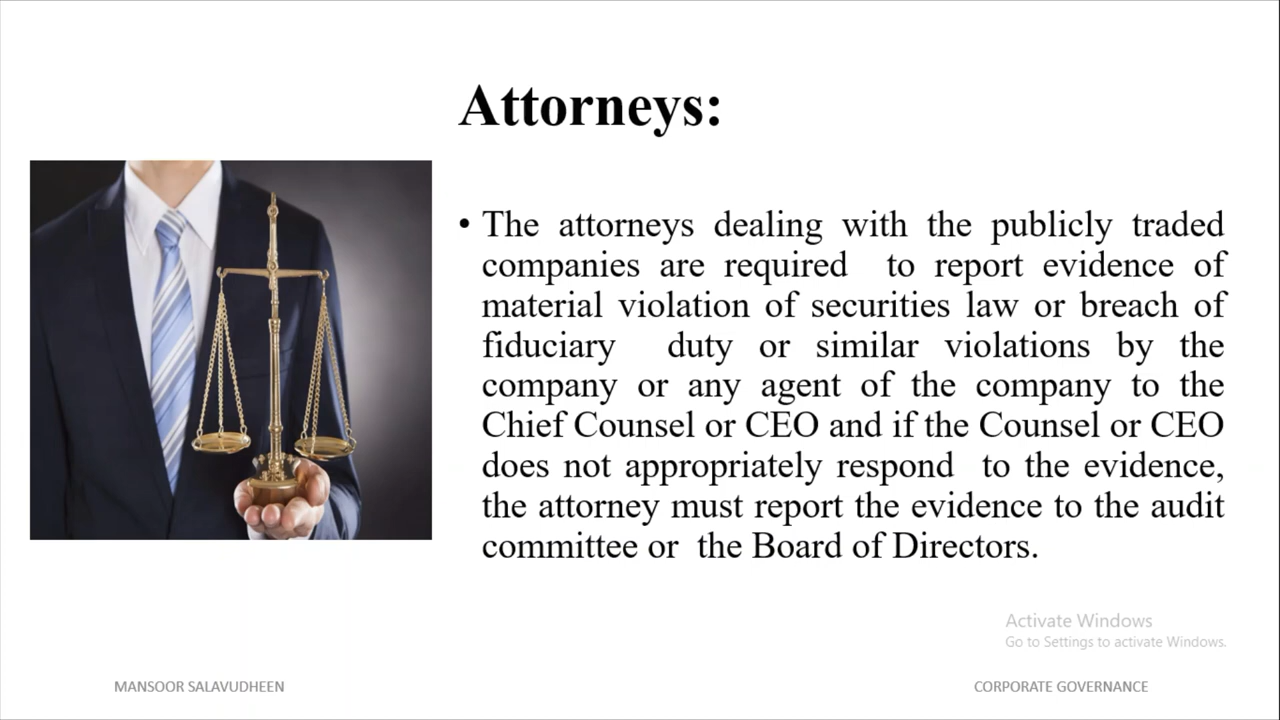 Attorneys:
• The attorneys dealing with the publicly traded
companies are required to report evidence of
material violation of securities law or breach of
fiduciary duty or similar violations by the
company or any agent of the company to the
Chief Counsel or CEO and if the Counsel or CEO
does not appropriately respond to the evidence,
the attorney must report the evidence to the audit
committee or the Board of Directors.
Activate Windows
Go to Settings to activate Windows.
MANSOOR SALAVUDHEEN
CORPORATE GOVERNANCE